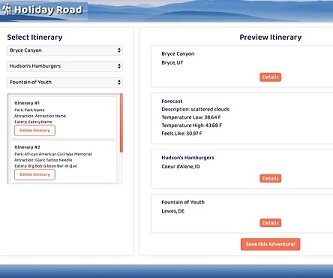 Holiday Road
Select Itinerary
Bryce Canyon
Hudson's Hamburgers
Fountain of Youth
Itinerary #1
Park: Park Name
Attraction: Attraction Name
Eatery: EateryName
Delete Itinerary
Itinerary #2
Park: African American Civil War Memorial
Attraction: Giant Tattoo Needle
Eatery: Big Bob Gibson Bar-B-Que
Delete Itinerary
Preview Itinerary
Bryce Canyon
Bryce, UT
Details
Forecast
Description: scattered clouds
Temperature Low: 38.64 F
Temperature High: 43.68 F
Feels Like: 30.97 F
Hudson's Hamburgers
Coeur d'Alene, ID
Details
Fountain of Youth
Lewes, DE
Details
Save this Adventure!